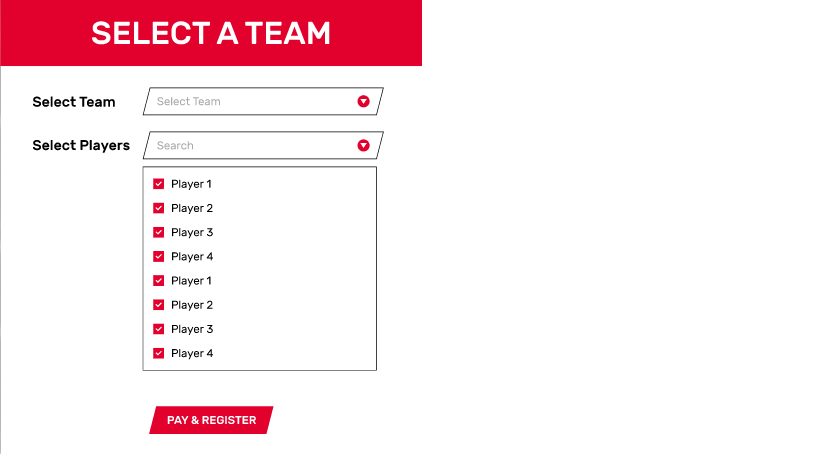 SELECT A TEAM
Select Team Select Team
Select Players Search
Player 1
Player 2
Player 3
Player 4
Player 1
Player 2
Player 3
Player 4
PAY & REGISTER